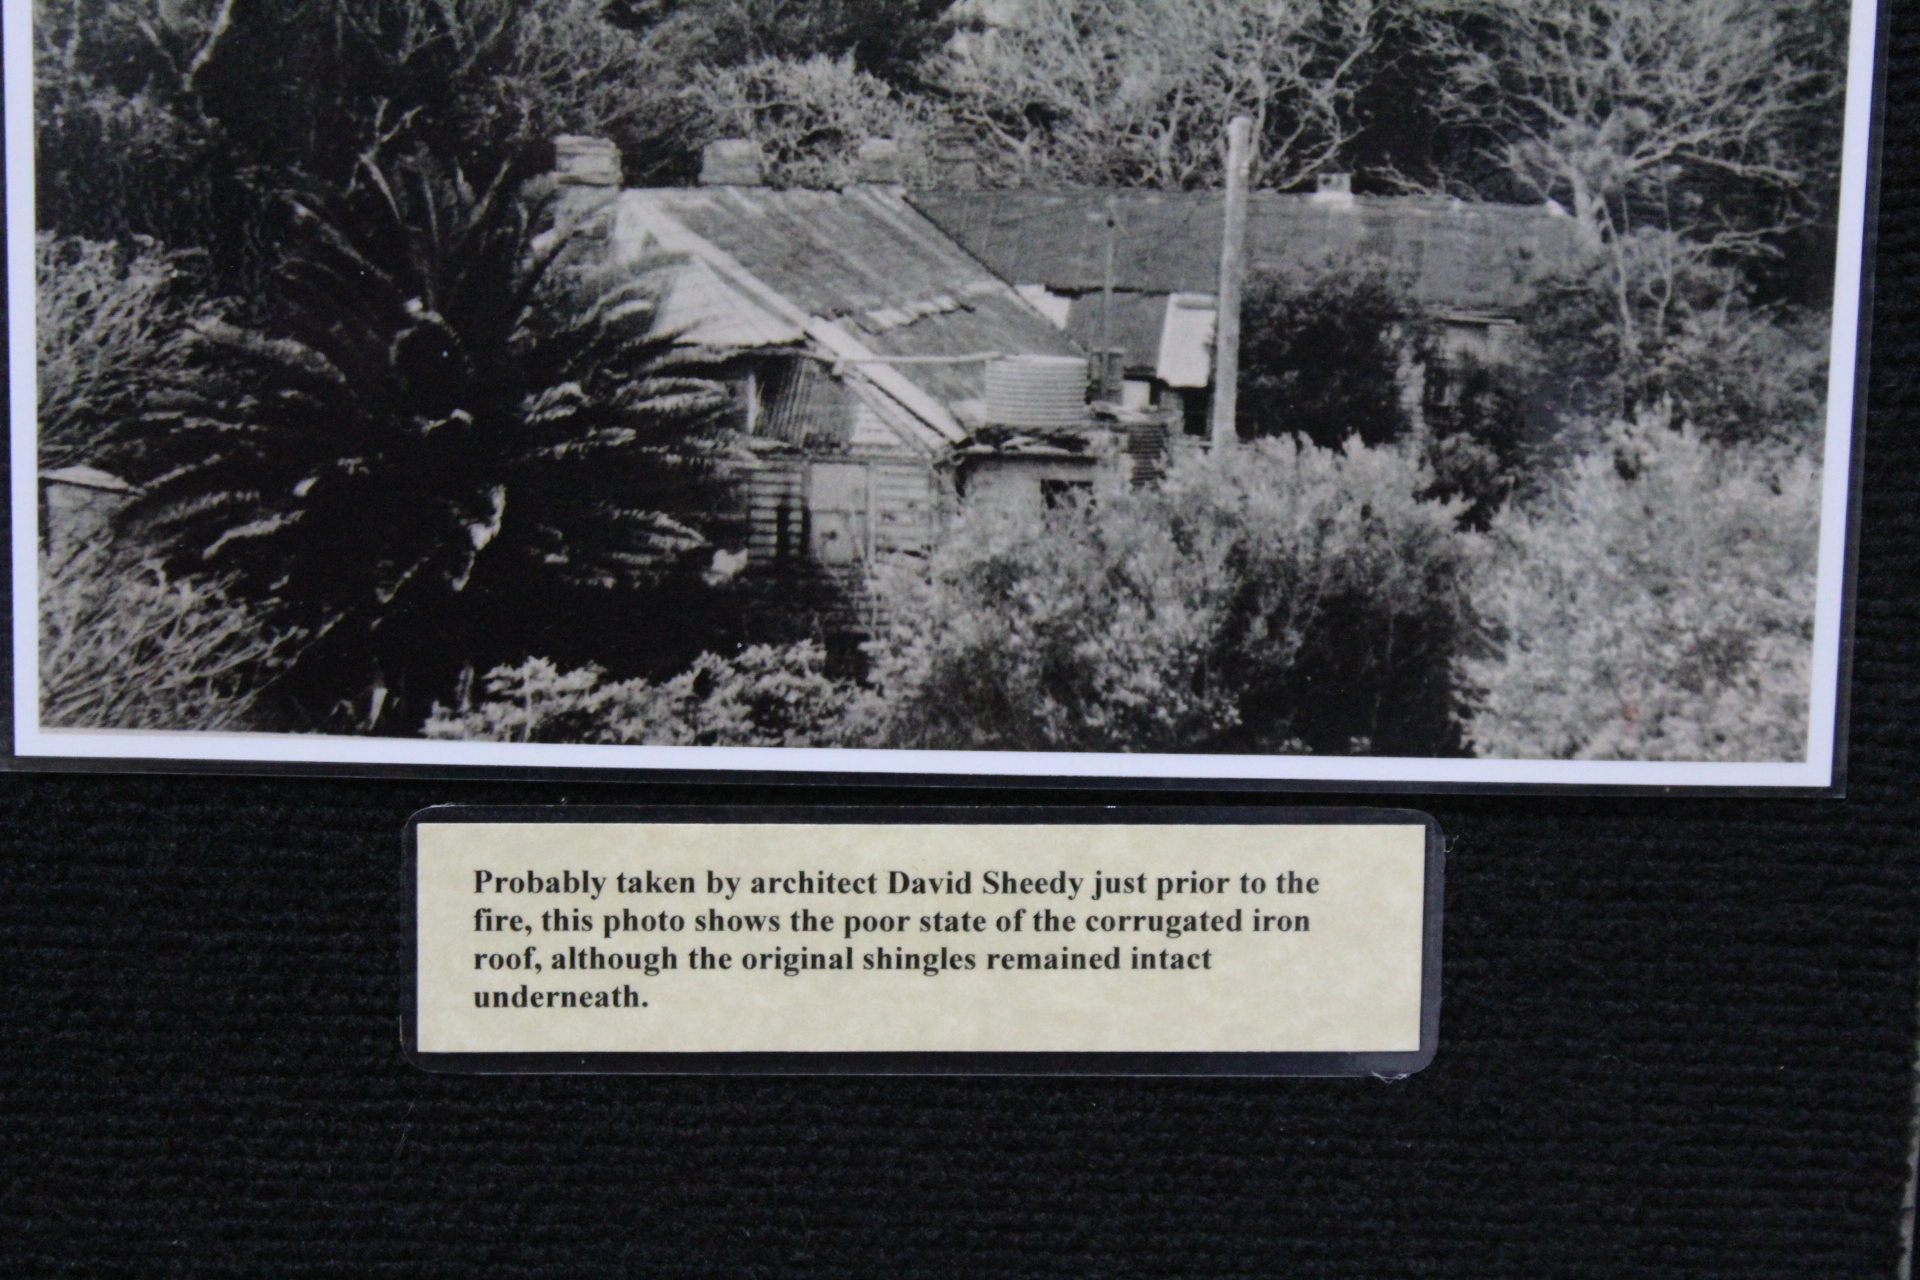 Probably taken by architect David Sheedy just prior to the
fire, this photo shows the poor state of the corrugated iron
roof, although the original shingles remained intact
underneath.